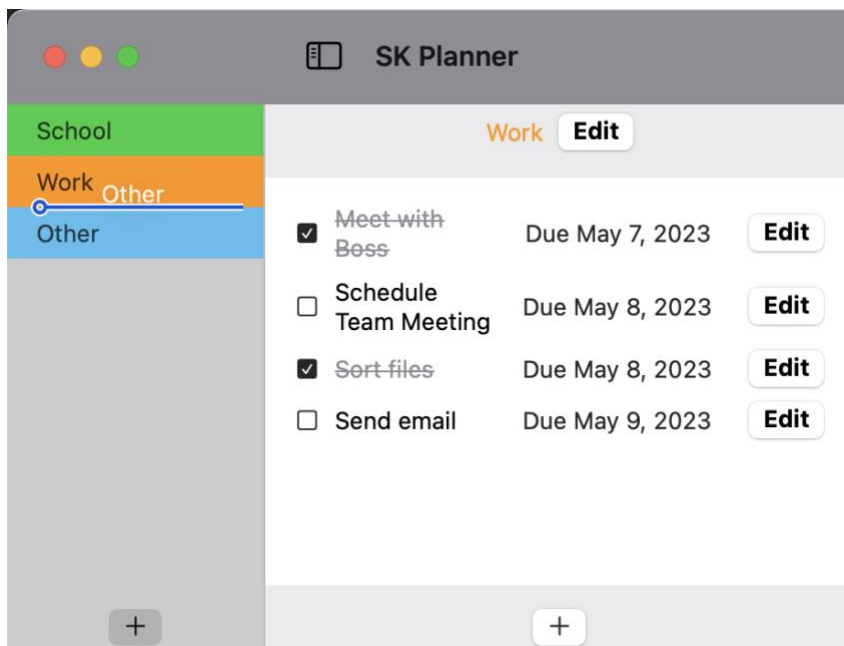 SK Planner
School
Work
Other
Other
Work Edit
Meet with
Boss
Due May 7, 2023 Edit
Schedule
Team Meeting
Due May 8, 2023 Edit
Sort files Due May 8, 2023 Edit
Send email Due May 9, 2023 Edit
+ +